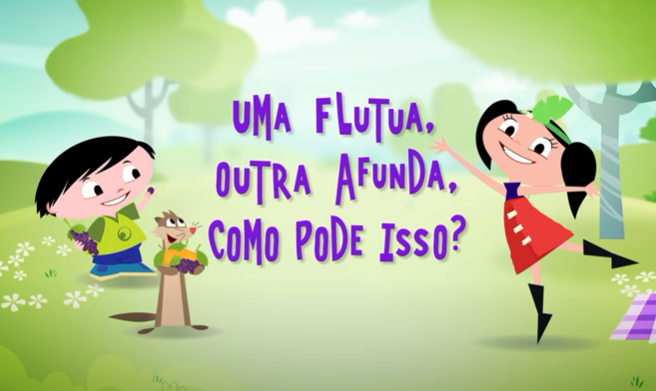 UMA FLUTUA,
OUTRA AFUNDA,
COMO PODE ISSO?